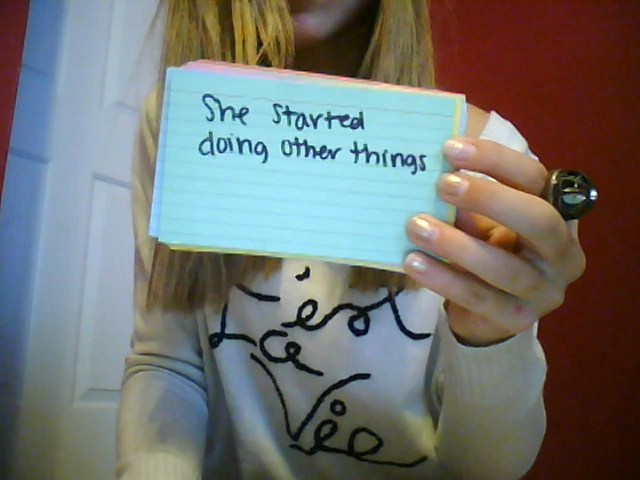 She started
doing other things
C'est
La
Vie